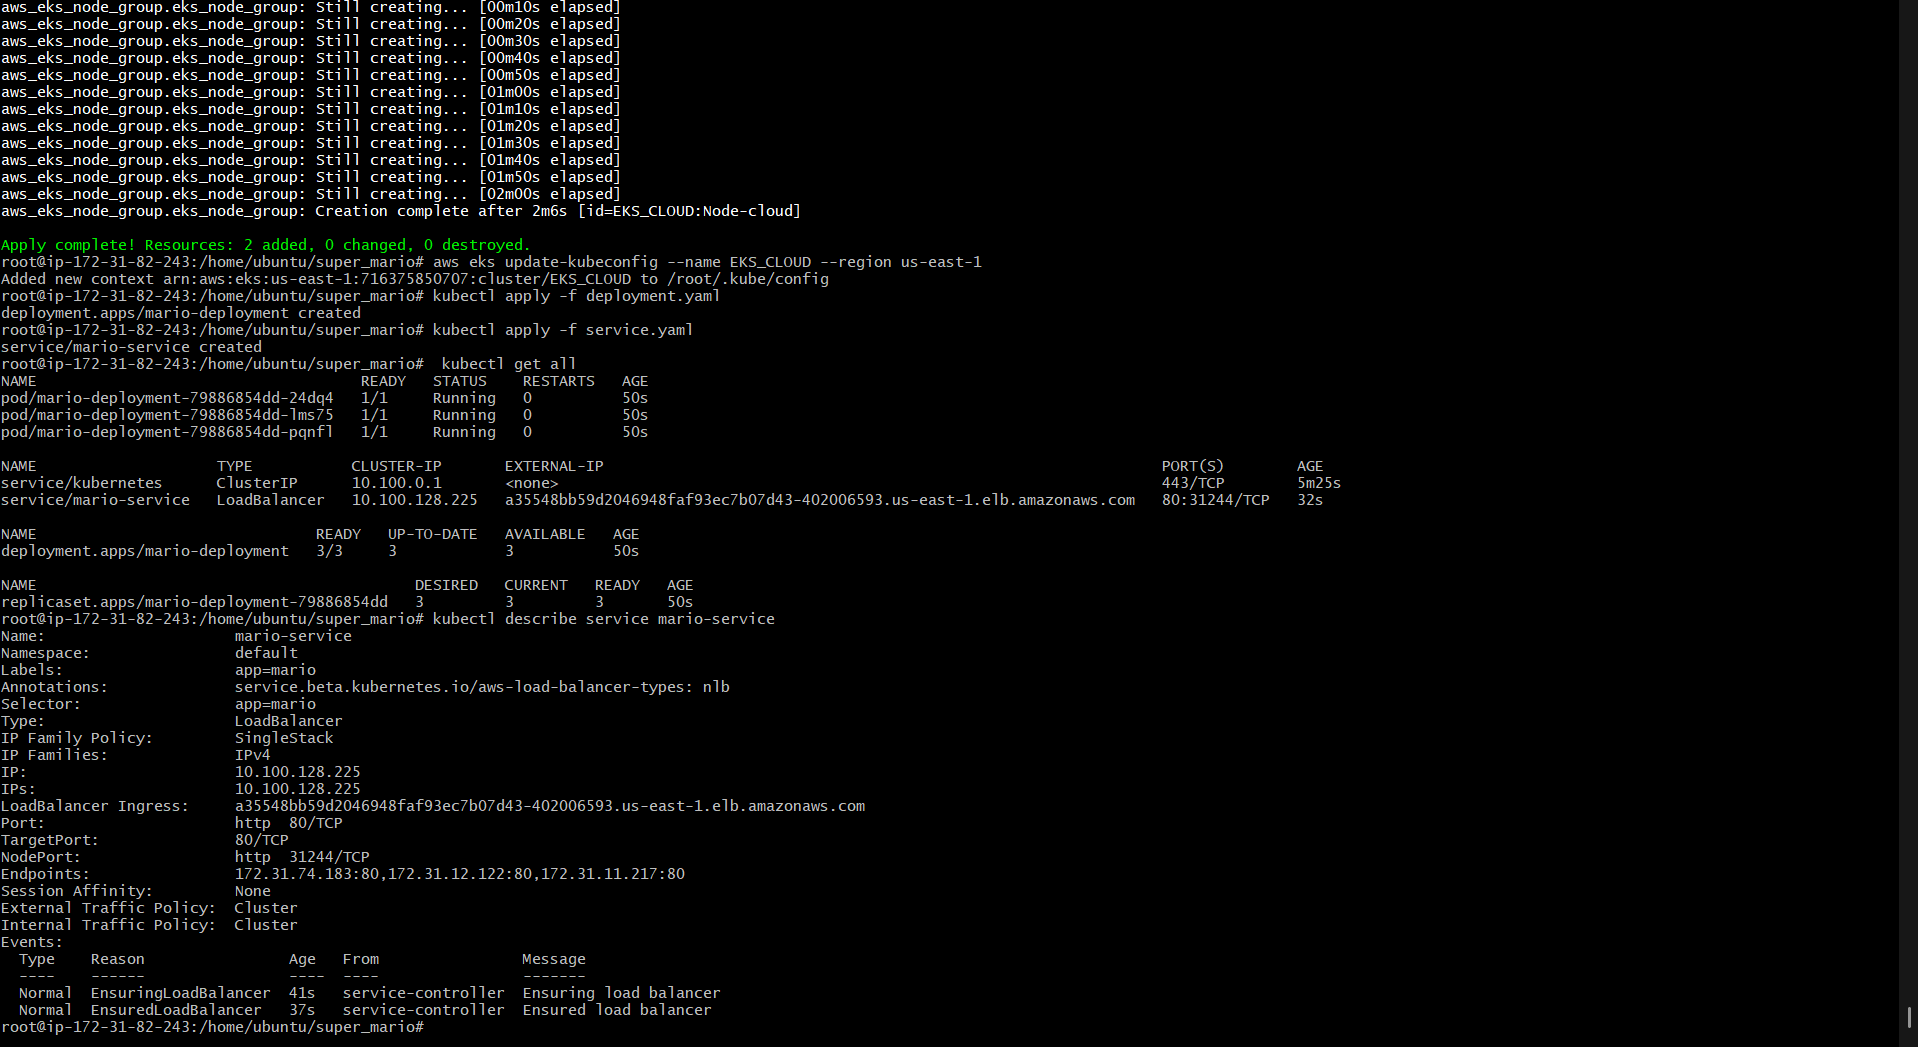 aws_eks_node_group.eks_node_group: Still creating... [00m10s elapsed]
aws_eks_node_group.eks_node_group: Still creating... [00m20s elapsed]
aws_eks_node_group.eks_node_group: Still creating... [00m30s elapsed]
aws_eks_node_group.eks_node_group: Still creating... [00m40s elapsed]
aws_eks_node_group.eks_node_group: Still creating... [00m50s elapsed]
aws_eks_node_group.eks_node_group: Still creating... [01m00s elapsed]
aws_eks_node_group.eks_node_group: Still creating... [01m10s elapsed]
aws_eks_node_group.eks_node_group: Still creating... [01m20s elapsed]
aws_eks_node_group.eks_node_group: Still creating... [01m30s elapsed]
aws_eks_node_group.eks_node_group: Still creating... [01m40s elapsed]
aws_eks_node_group.eks_node_group: Still creating... [01m50s elapsed]
aws_eks_node_group.eks_node_group: Still creating... [02m00s elapsed]
aws_eks_node_group.eks_node_group: Creation complete after 2m6s [id=EKS_CLOUD:Node-cloud]
Apply complete! Resources: 2 added, 0 changed, 0 destroyed.
root@ip-172-31-82-243:/home/ubuntu/super_mario# aws eks update-kubeconfig --name EKS_CLOUD --region us-east-1
Added new context arn:aws:eks:us-east-1:716375850707:cluster/EKS_CLOUD to /root/.kube/config
root@ip-172-31-82-243:/home/ubuntu/super_mario# kubectl apply -f deployment.yaml
deployment.apps/mario-deployment created
root@ip-172-31-82-243:/home/ubuntu/super_mario# kubectl apply -f service.yaml
service/mario-service created
root@ip-172-31-82-243:/home/ubuntu/super_mario#  kubectl get all
NAME                                    READY   STATUS    RESTARTS   AGE
pod/mario-deployment-79886854dd-24dq4   1/1     Running   0          50s
pod/mario-deployment-79886854dd-lms75   1/1     Running   0          50s
pod/mario-deployment-79886854dd-pqnfl   1/1     Running   0          50s
NAME                    TYPE           CLUSTER-IP       EXTERNAL-IP                                                              PORT(S)        AGE
service/kubernetes      ClusterIP      10.100.0.1       <none>                                                                   443/TCP        5m25s
service/mario-service   LoadBalancer   10.100.128.225   a35548bb59d2046948faf93ec7b07d43-402006593.us-east-1.elb.amazonaws.com   80:31244/TCP   32s
NAME                               READY   UP-TO-DATE   AVAILABLE   AGE
deployment.apps/mario-deployment   3/3     3            3           50s
NAME                                          DESIRED   CURRENT   READY   AGE
replicaset.apps/mario-deployment-79886854dd   3         3         3       50s
root@ip-172-31-82-243:/home/ubuntu/super_mario# kubectl describe service mario-service
Name:                     mario-service
Namespace:                default
Labels:                   app=mario
Annotations:              service.beta.kubernetes.io/aws-load-balancer-types: nlb
Selector:                 app=mario
Type:                     LoadBalancer
IP Family Policy:         SingleStack
IP Families:              IPv4
IP:                       10.100.128.225
IPs:                      10.100.128.225
LoadBalancer Ingress:     a35548bb59d2046948faf93ec7b07d43-402006593.us-east-1.elb.amazonaws.com
Port:                     http  80/TCP
TargetPort:               80/TCP
NodePort:                 http  31244/TCP
Endpoints:                172.31.74.183:80,172.31.12.122:80,172.31.11.217:80
Session Affinity:         None
External Traffic Policy:  Cluster
Internal Traffic Policy:  Cluster
Events:
  Type    Reason                Age   From                Message
  ----    ------                ----  ----                -------
  Normal  EnsuringLoadBalancer  41s   service-controller  Ensuring load balancer
  Normal  EnsuredLoadBalancer   37s   service-controller  Ensured load balancer
root@ip-172-31-82-243:/home/ubuntu/super_mario#